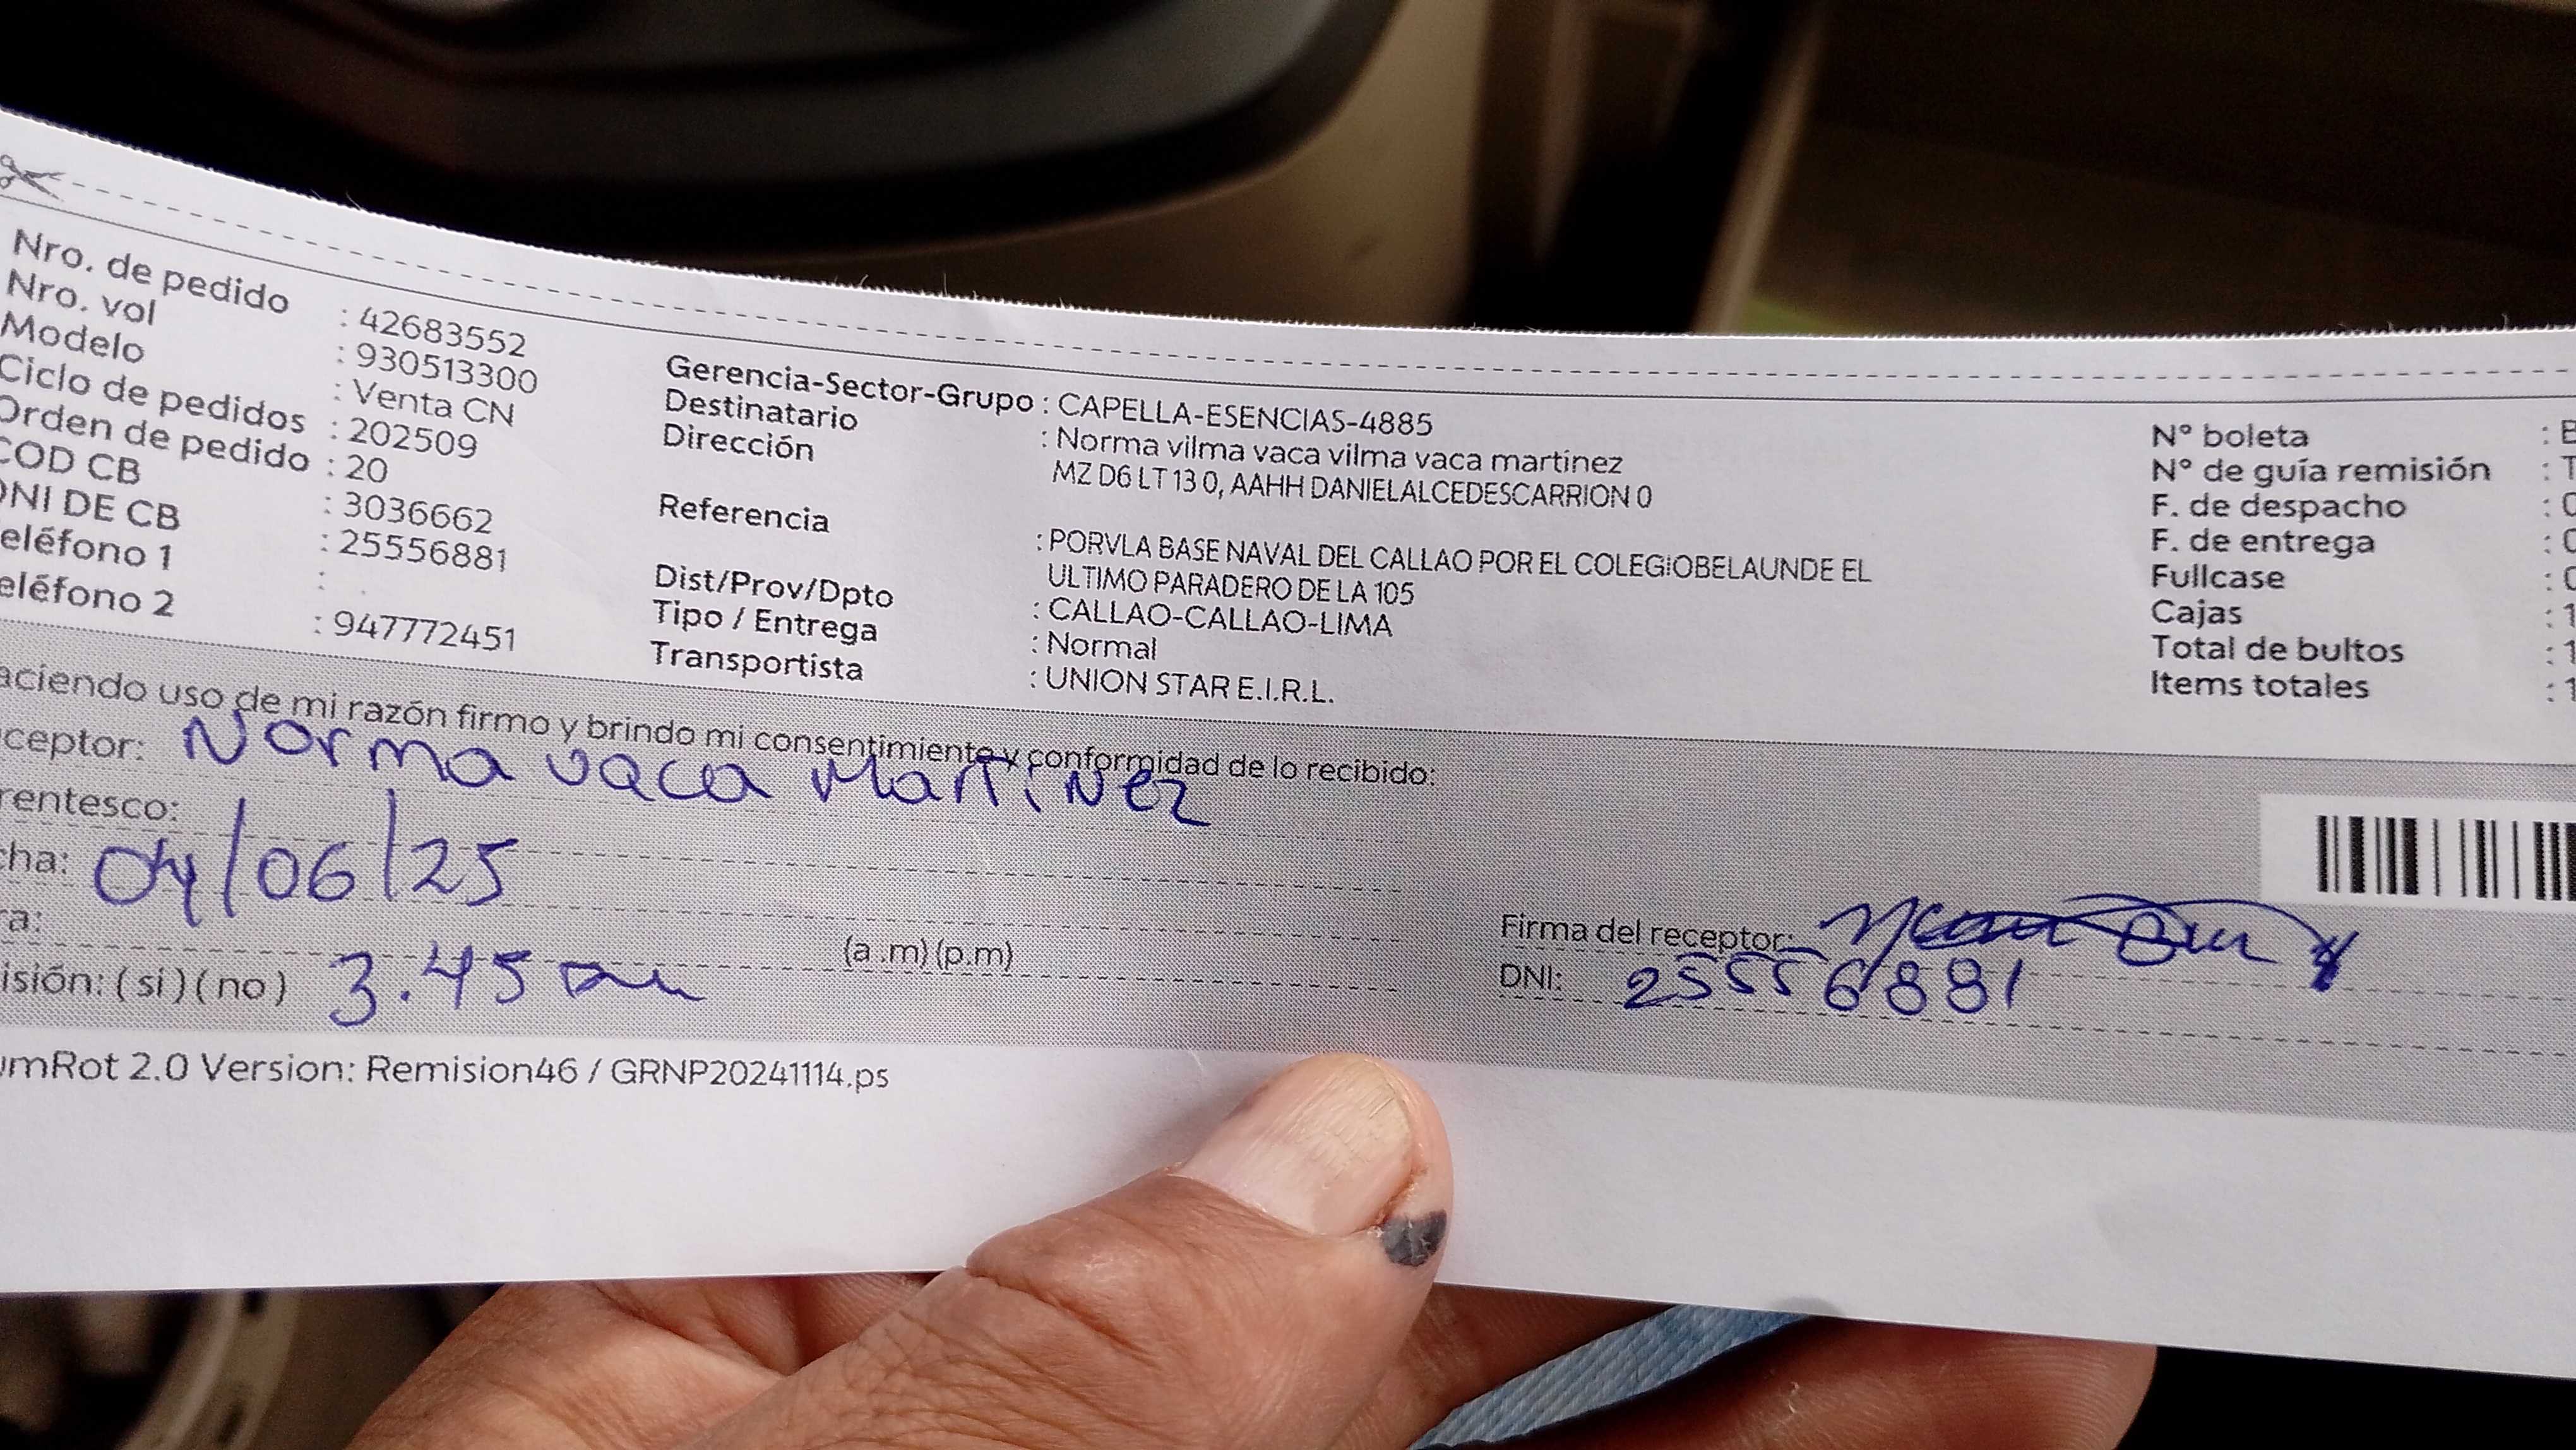 Nro. de pedido : 42683552
Nro. vol : 930513300
Modelo : Venta CN
Ciclo de pedidos : 202509
Orden de pedido : 20
COD CB : 3036662
DNI DE CB : 25556881
eléfono 1 :
eléfono 2 : 947772451
Gerencia-Sector-Grupo : CAPELLA-ESENCIAS-4885
Destinatario : Norma vilma vaca vilma vaca martinez
Dirección MZ D6 LT 13 0, AAHH DANIELALCEDESCARRION 0
Referencia : PORVLA BASE NAVAL DEL CALLAO POR EL COLEGIOBELAUNDE EL
ULTIMO PARADERO DE LA 105
Dist/Prov/Dpto : CALLAO-CALLAO-LIMA
Tipo / Entrega : Normal
Transportista : UNION STAR E.I.R.L.
N° boleta : B
N° de guía remisión : T
F. de despacho : 0
F. de entrega : 0
Fullcase : 0
Cajas : 1
Total de bultos : 1
Items totales : 1
aciendo uso de mi razón firmo y brindo mi consentimiento y conformidad de lo recibido:
ceptor: Norma vaca Martinez
rentesco:
cha: 04/06/25
ra: (a .m) (p.m)
isión: ( si ) ( no ) 3.45
Firma del receptor:
DNI: 25556881
umRot 2.0 Version: Remision46 / GRNP20241114.ps